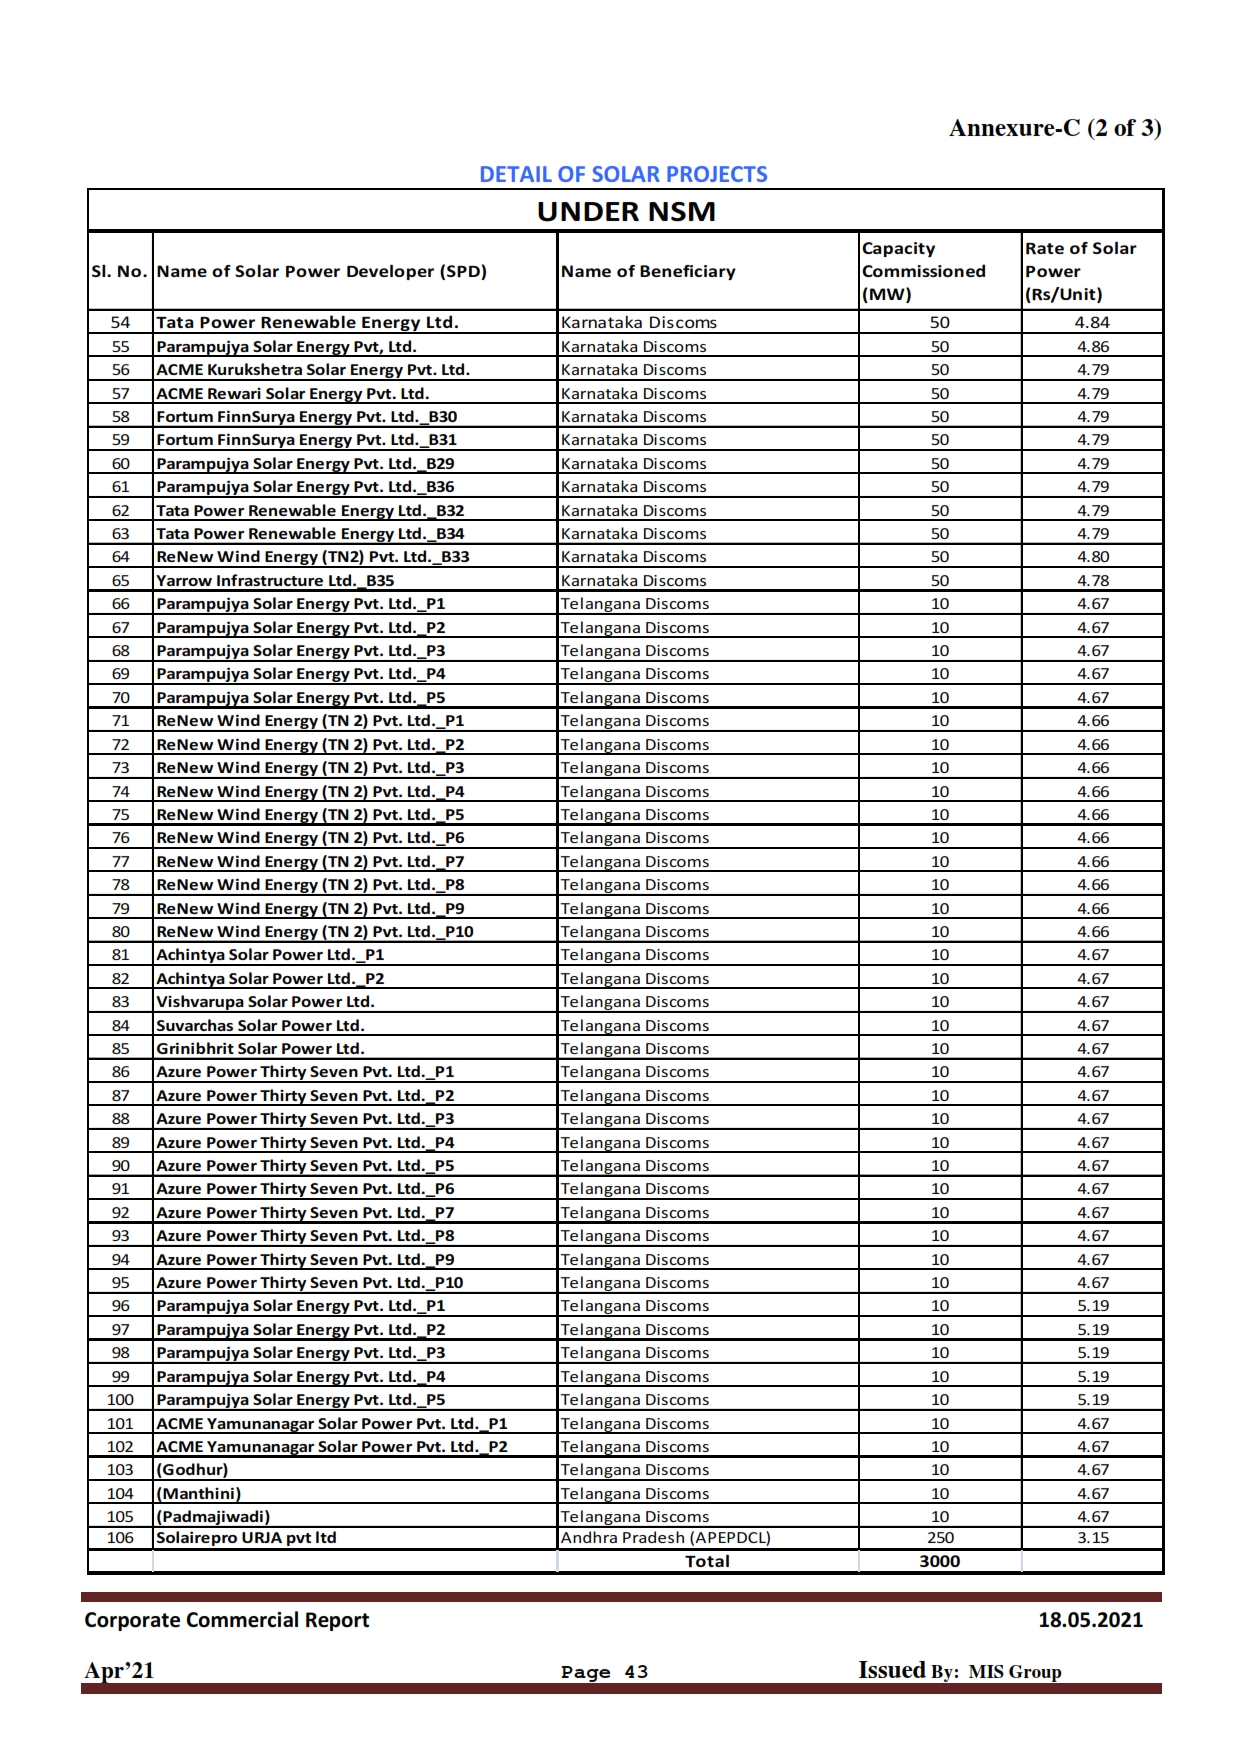 Annexure-C (2 of 3)
DETAIL OF SOLAR PROJECTS
UNDER NSM
Sl. No. Name of Solar Power Developer (SPD) Name of Beneficiary Capacity Commissioned (MW) Rate of Solar Power (Rs/Unit)
54 Tata Power Renewable Energy Ltd. Karnataka Discoms 50 4.84
55 Parampujya Solar Energy Pvt, Ltd. Karnataka Discoms 50 4.86
56 ACME Kurukshetra Solar Energy Pvt. Ltd. Karnataka Discoms 50 4.79
57 ACME Rewari Solar Energy Pvt. Ltd. Karnataka Discoms 50 4.79
58 Fortum FinnSurya Energy Pvt. Ltd._B30 Karnataka Discoms 50 4.79
59 Fortum FinnSurya Energy Pvt. Ltd._B31 Karnataka Discoms 50 4.79
60 Parampujya Solar Energy Pvt. Ltd._B29 Karnataka Discoms 50 4.79
61 Parampujya Solar Energy Pvt. Ltd._B36 Karnataka Discoms 50 4.79
62 Tata Power Renewable Energy Ltd._B32 Karnataka Discoms 50 4.79
63 Tata Power Renewable Energy Ltd._B34 Karnataka Discoms 50 4.79
64 ReNew Wind Energy (TN2) Pvt. Ltd._B33 Karnataka Discoms 50 4.80
65 Yarrow Infrastructure Ltd._B35 Karnataka Discoms 50 4.78
66 Parampujya Solar Energy Pvt. Ltd._P1 Telangana Discoms 10 4.67
67 Parampujya Solar Energy Pvt. Ltd._P2 Telangana Discoms 10 4.67
68 Parampujya Solar Energy Pvt. Ltd._P3 Telangana Discoms 10 4.67
69 Parampujya Solar Energy Pvt. Ltd._P4 Telangana Discoms 10 4.67
70 Parampujya Solar Energy Pvt. Ltd._P5 Telangana Discoms 10 4.67
71 ReNew Wind Energy (TN 2) Pvt. Ltd._P1 Telangana Discoms 10 4.66
72 ReNew Wind Energy (TN 2) Pvt. Ltd._P2 Telangana Discoms 10 4.66
73 ReNew Wind Energy (TN 2) Pvt. Ltd._P3 Telangana Discoms 10 4.66
74 ReNew Wind Energy (TN 2) Pvt. Ltd._P4 Telangana Discoms 10 4.66
75 ReNew Wind Energy (TN 2) Pvt. Ltd._P5 Telangana Discoms 10 4.66
76 ReNew Wind Energy (TN 2) Pvt. Ltd._P6 Telangana Discoms 10 4.66
77 ReNew Wind Energy (TN 2) Pvt. Ltd._P7 Telangana Discoms 10 4.66
78 ReNew Wind Energy (TN 2) Pvt. Ltd._P8 Telangana Discoms 10 4.66
79 ReNew Wind Energy (TN 2) Pvt. Ltd._P9 Telangana Discoms 10 4.66
80 ReNew Wind Energy (TN 2) Pvt. Ltd._P10 Telangana Discoms 10 4.66
81 Achintya Solar Power Ltd._P1 Telangana Discoms 10 4.67
82 Achintya Solar Power Ltd._P2 Telangana Discoms 10 4.67
83 Vishvarupa Solar Power Ltd. Telangana Discoms 10 4.67
84 Suvarchas Solar Power Ltd. Telangana Discoms 10 4.67
85 Grinibhrit Solar Power Ltd. Telangana Discoms 10 4.67
86 Azure Power Thirty Seven Pvt. Ltd._P1 Telangana Discoms 10 4.67
87 Azure Power Thirty Seven Pvt. Ltd._P2 Telangana Discoms 10 4.67
88 Azure Power Thirty Seven Pvt. Ltd._P3 Telangana Discoms 10 4.67
89 Azure Power Thirty Seven Pvt. Ltd._P4 Telangana Discoms 10 4.67
90 Azure Power Thirty Seven Pvt. Ltd._P5 Telangana Discoms 10 4.67
91 Azure Power Thirty Seven Pvt. Ltd._P6 Telangana Discoms 10 4.67
92 Azure Power Thirty Seven Pvt. Ltd._P7 Telangana Discoms 10 4.67
93 Azure Power Thirty Seven Pvt. Ltd._P8 Telangana Discoms 10 4.67
94 Azure Power Thirty Seven Pvt. Ltd._P9 Telangana Discoms 10 4.67
95 Azure Power Thirty Seven Pvt. Ltd._P10 Telangana Discoms 10 4.67
96 Parampujya Solar Energy Pvt. Ltd._P1 Telangana Discoms 10 5.19
97 Parampujya Solar Energy Pvt. Ltd._P2 Telangana Discoms 10 5.19
98 Parampujya Solar Energy Pvt. Ltd._P3 Telangana Discoms 10 5.19
99 Parampujya Solar Energy Pvt. Ltd._P4 Telangana Discoms 10 5.19
100 Parampujya Solar Energy Pvt. Ltd._P5 Telangana Discoms 10 5.19
101 ACME Yamunanagar Solar Power Pvt. Ltd._P1 Telangana Discoms 10 4.67
102 ACME Yamunanagar Solar Power Pvt. Ltd._P2 Telangana Discoms 10 4.67
103 (Godhur) Telangana Discoms 10 4.67
104 (Manthini) Telangana Discoms 10 4.67
105 (Padmajiwadi) Telangana Discoms 10 4.67
106 Solairepro URJA pvt ltd Andhra Pradesh (APEPDCL) 250 3.15
Total 3000
Corporate Commercial Report 18.05.2021
Apr’21 Page 43 Issued By: MIS Group